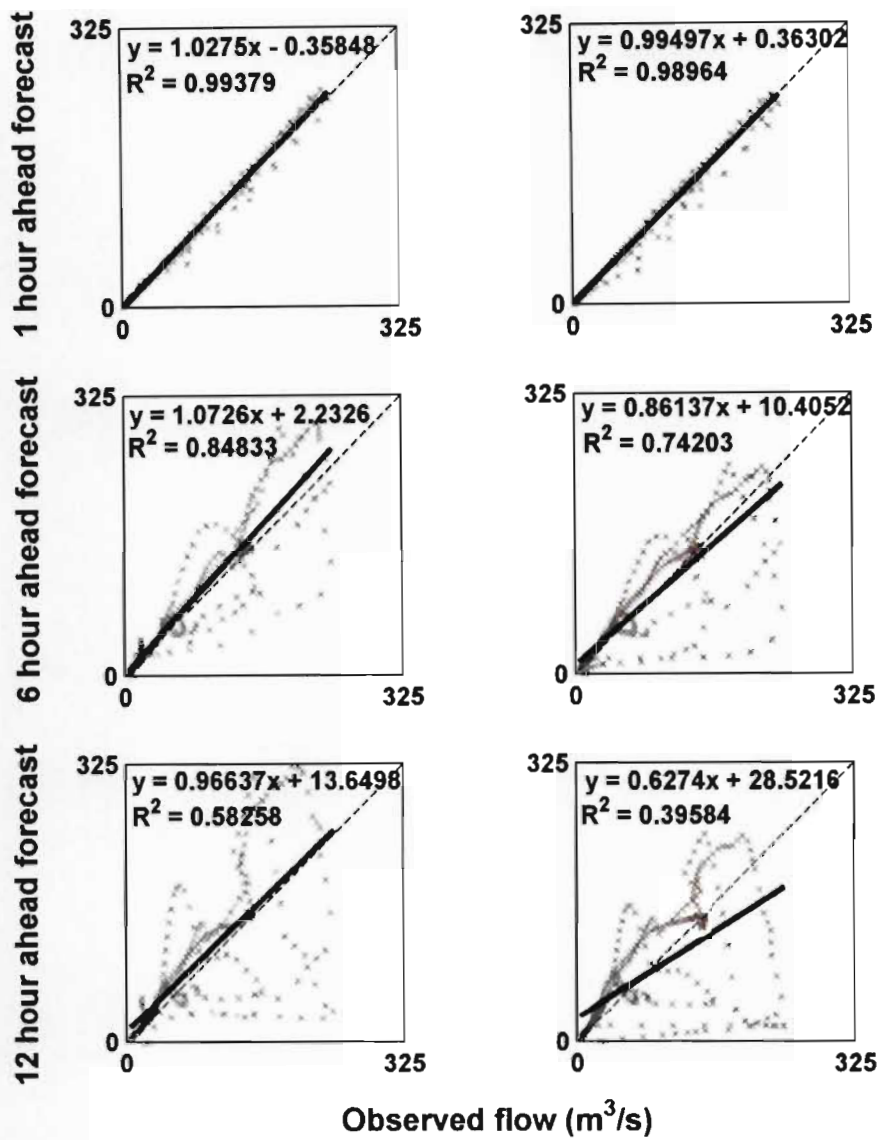 1 hour ahead forecast
325
y = 1.0275x - 0.35848
R² = 0.99379
0
0
325
325
y = 0.99497x + 0.36302
R² = 0.98964
0
0
325
6 hour ahead forecast
325
y = 1.0726x + 2.2326
R² = 0.84833
0
0
325
325
y = 0.86137x + 10.4052
R² = 0.74203
0
0
325
12 hour ahead forecast
325
y = 0.96637x + 13.6498
R² = 0.58258
0
0
325
325
y = 0.6274x + 28.5216
R² = 0.39584
0
0
325
Observed flow (m³/s)